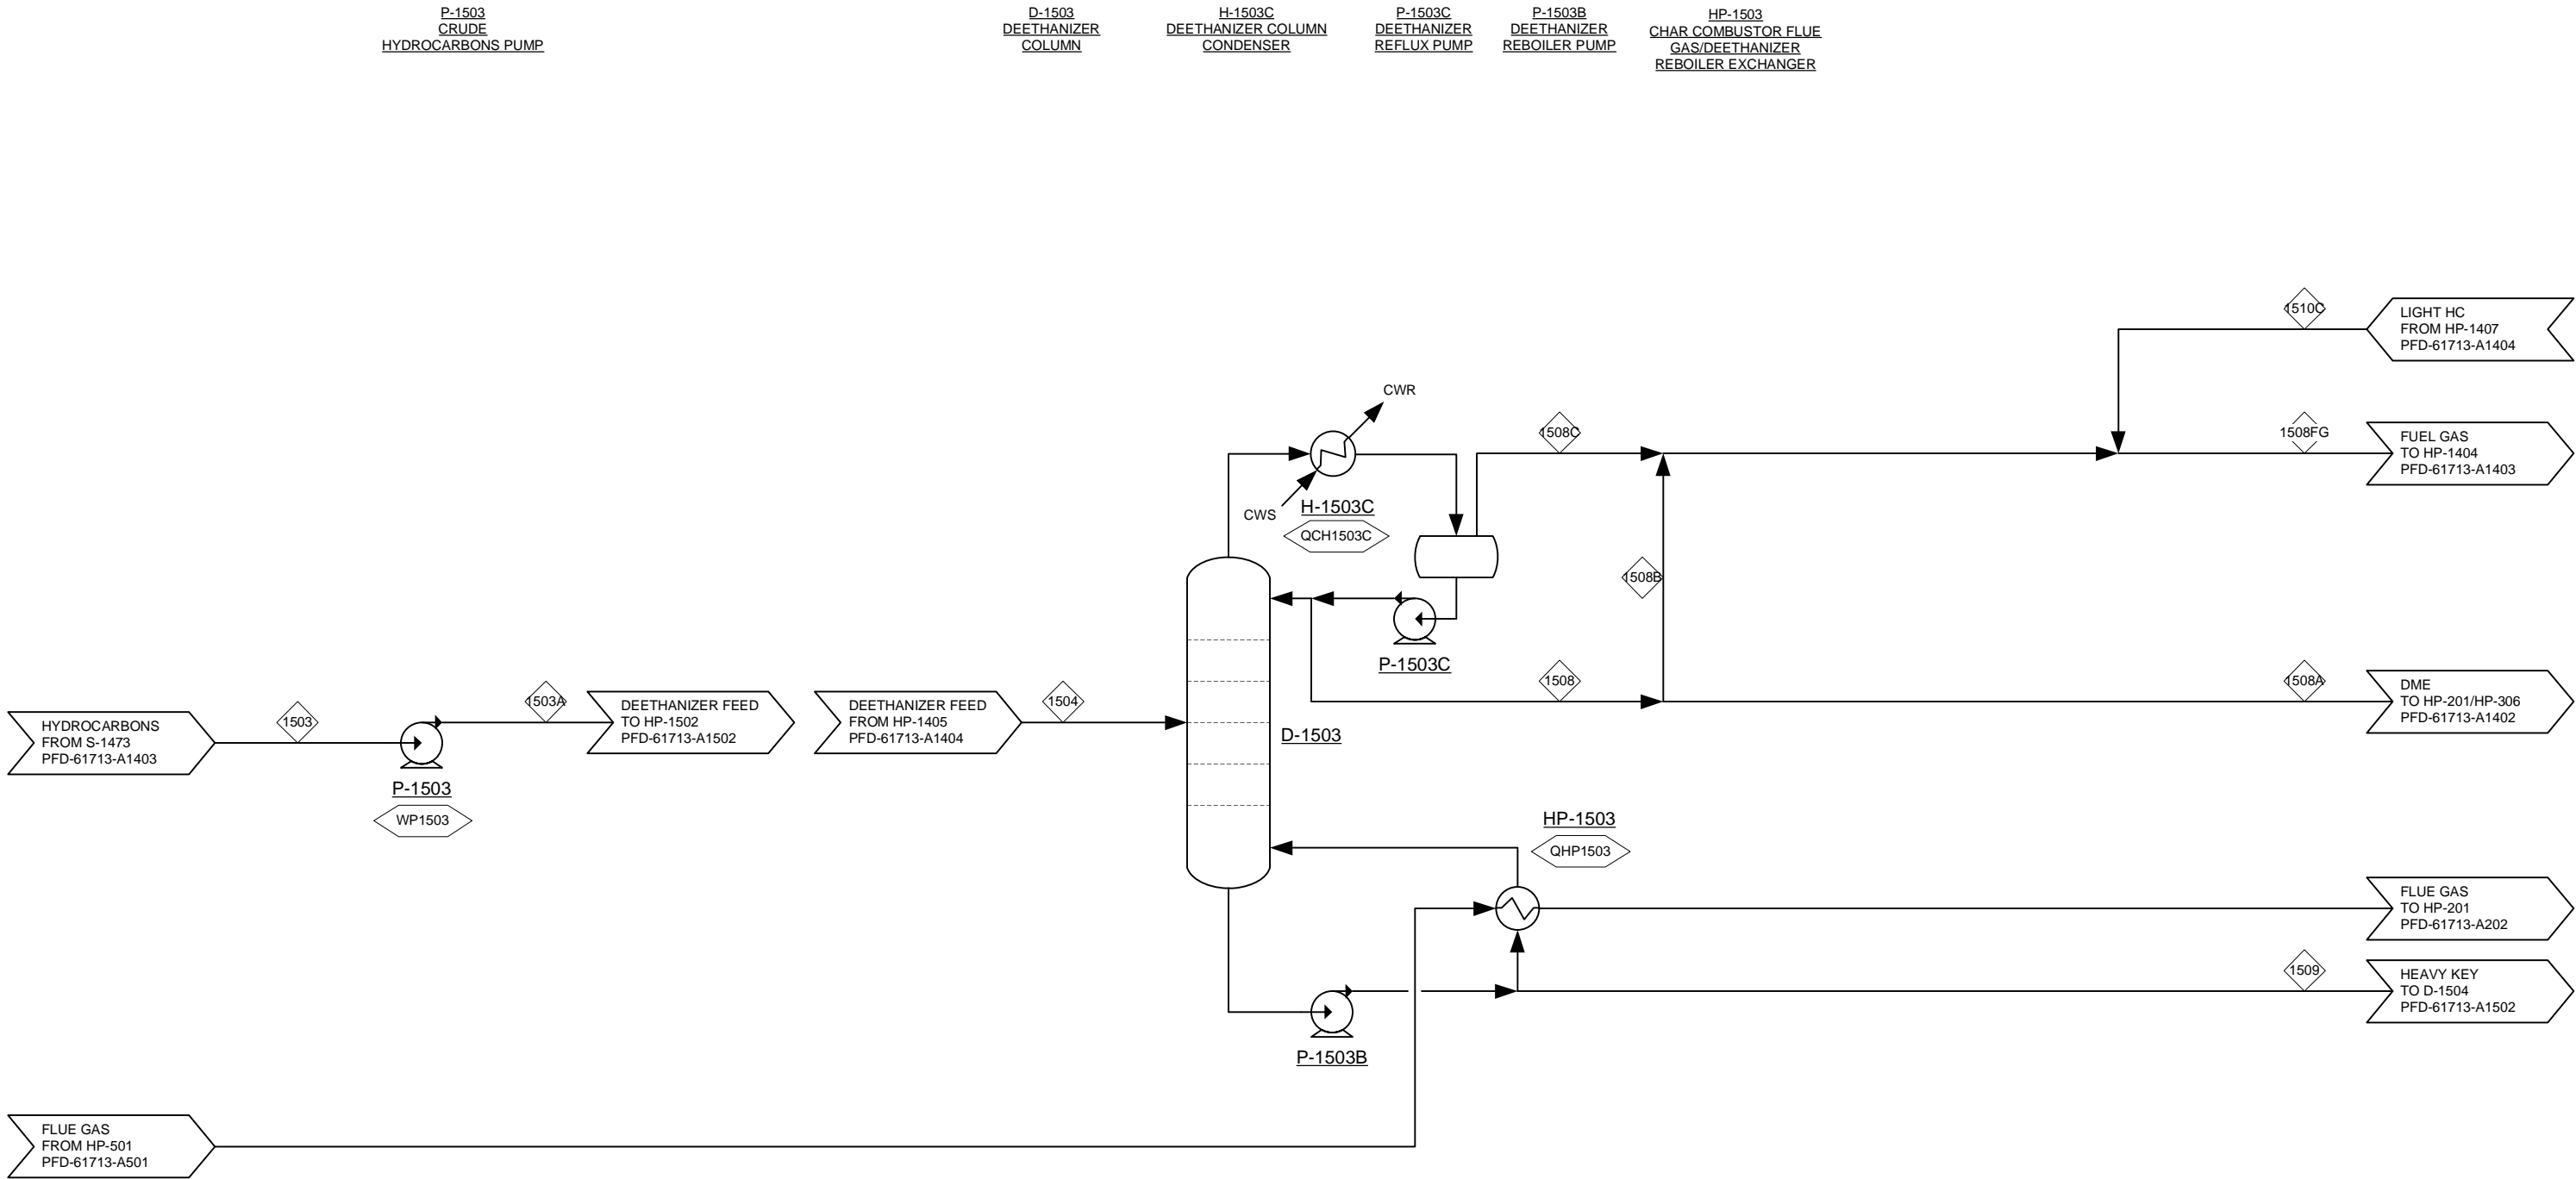 P-1503
CRUDE
HYDROCARBONS PUMP
D-1503
DEETHANIZER
COLUMN
H-1503C
DEETHANIZER COLUMN
CONDENSER
P-1503C
DEETHANIZER
REFLUX PUMP
P-1503B
DEETHANIZER
REBOILER PUMP
HP-1503
CHAR COMBUSTOR FLUE
GAS/DEETHANIZER
REBOILER EXCHANGER
1510C
LIGHT HC
FROM HP-1407
PFD-61713-A1404
CWR
1508C
1508FG
FUEL GAS
TO HP-1404
PFD-61713-A1403
CWS
H-1503C
QCH1503C
1508B
P-1503C
1508
1508A
DME
TO HP-201/HP-306
PFD-61713-A1402
HYDROCARBONS
FROM S-1473
PFD-61713-A1403
1503
1503A
DEETHANIZER FEED
TO HP-1502
PFD-61713-A1502
DEETHANIZER FEED
FROM HP-1405
PFD-61713-A1404
1504
D-1503
P-1503
WP1503
HP-1503
QHP1503
FLUE GAS
TO HP-201
PFD-61713-A202
1509
HEAVY KEY
TO D-1504
PFD-61713-A1502
P-1503B
FLUE GAS
FROM HP-501
PFD-61713-A501